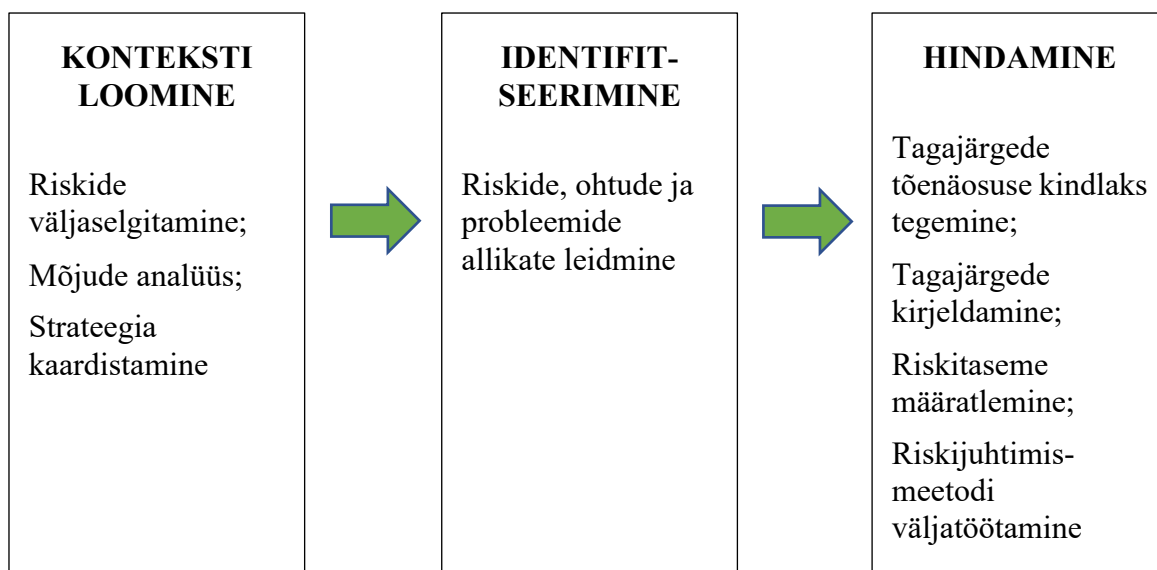 KONTEKSTI
LOOMINE
Riskide
väljaselgitamine;
Mõjude analüüs;
Strateegia
kaardistamine
IDENTIFIT-
SEERIMINE
Riskide, ohtude ja
probleemide
allikate leidmine
HINDAMINE
Tagajärgede
tõenäosuse kindlaks
tegemine;
Tagajärgede
kirjeldamine;
Riskitaseme
määratlemine;
Riskijuhtimis-
meetodi
väljatöötamine